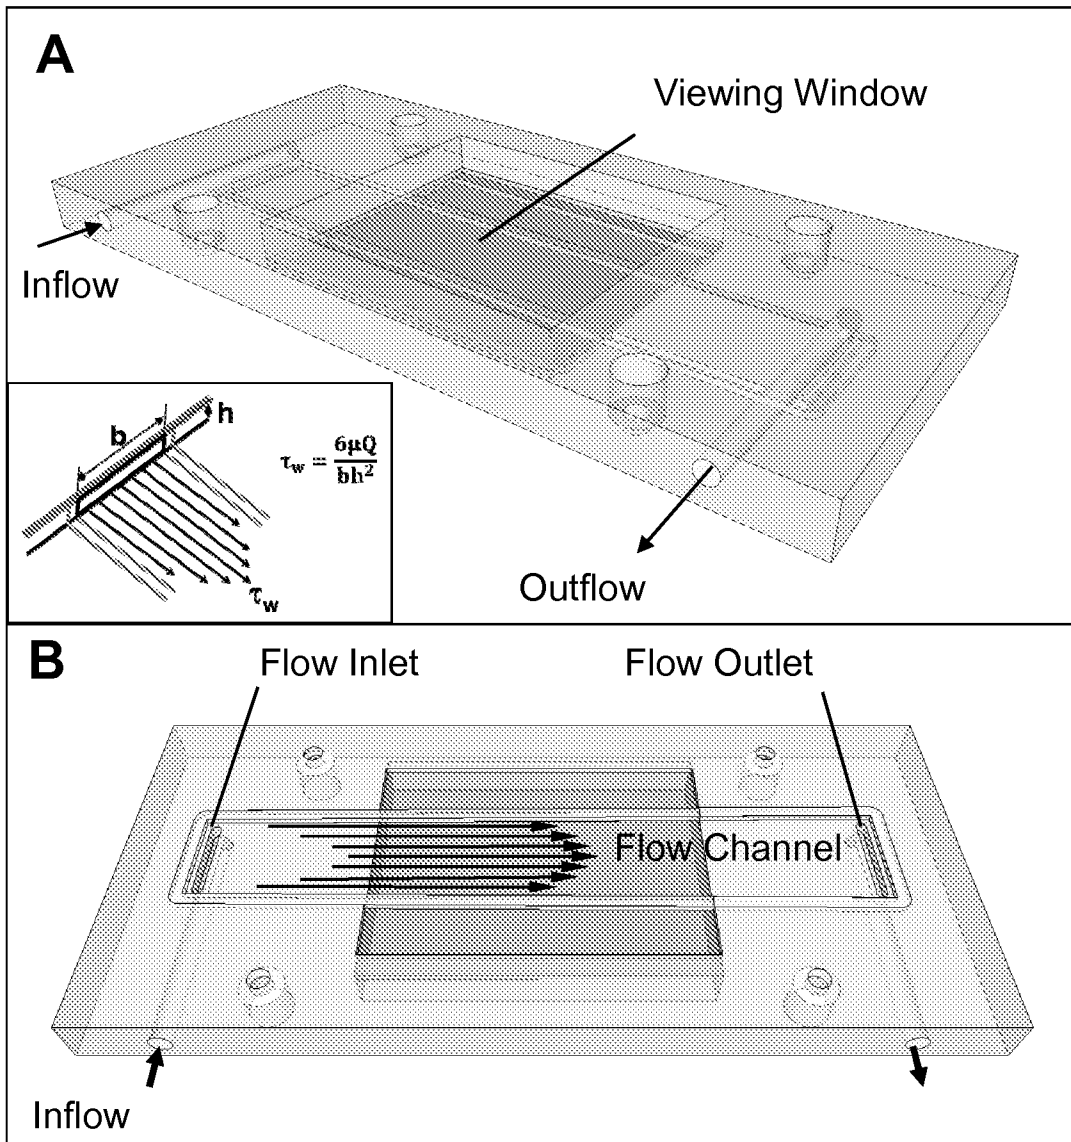 A
Viewing Window
Inflow
b
h
τw = 6μQ / bh²
τw
Outflow
B
Flow Inlet
Flow Outlet
Flow Channel
Inflow